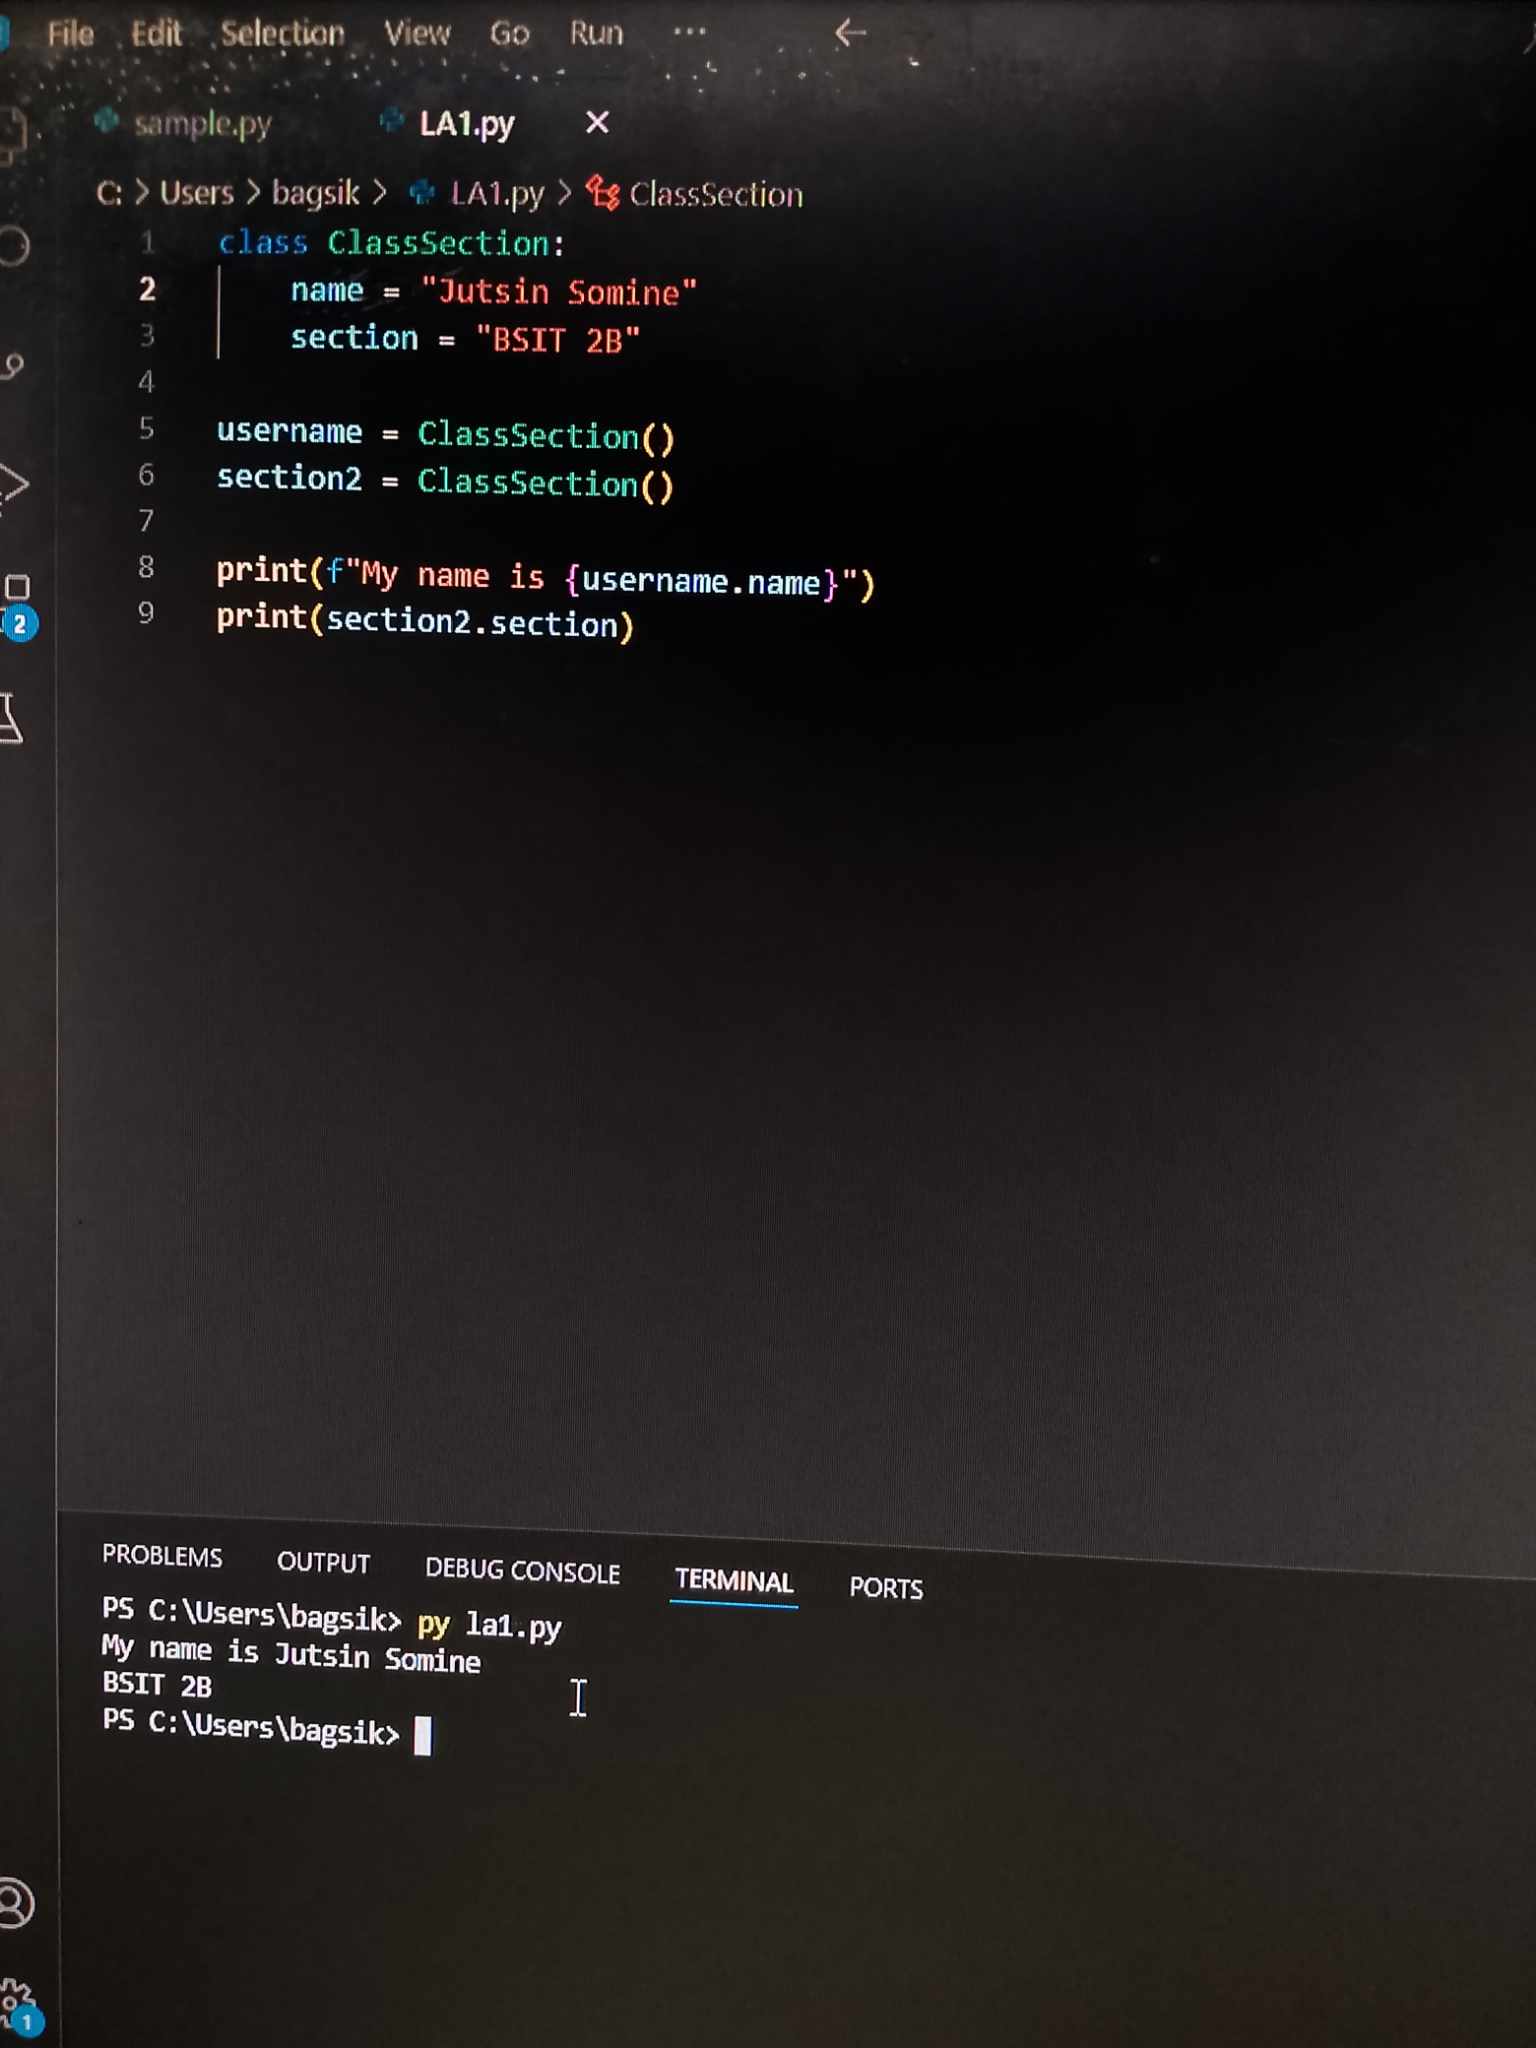 File Edit Selection View Go Run ...
sample.py LA1.py
C: > Users > bagsik > LA1.py > ClassSection
1 class ClassSection:
2 name = "Jutsin Somine"
3 section = "BSIT 2B"
4
5 username = ClassSection()
6 section2 = ClassSection()
7
8 print(f"My name is {username.name}")
9 print(section2.section)
2
PROBLEMS OUTPUT DEBUG CONSOLE TERMINAL PORTS
PS C:\Users\bagsik> py la1.py
My name is Jutsin Somine
BSIT 2B
PS C:\Users\bagsik>
1